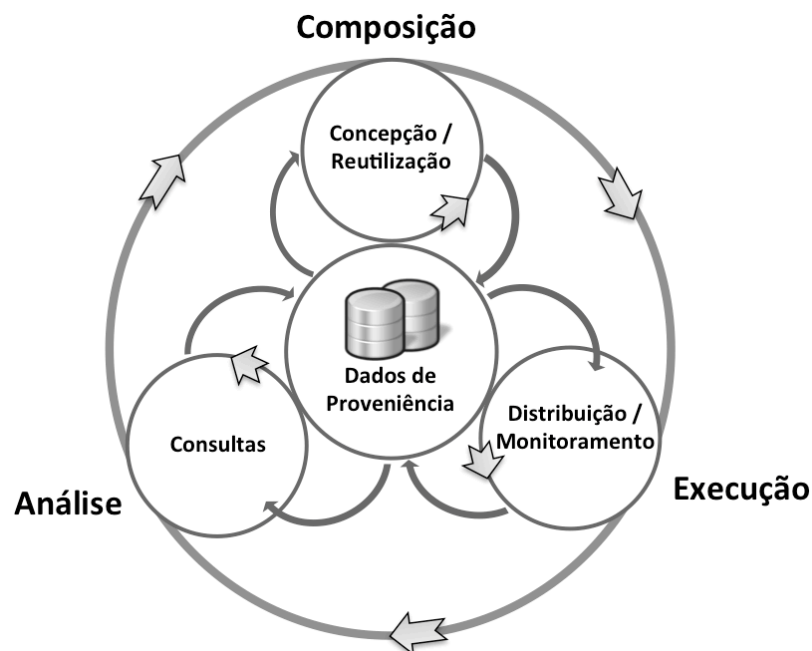 Composição
Concepção /
Reutilização
Dados de
Proveniência
Distribuição /
Monitoramento
Consultas
Análise
Execução